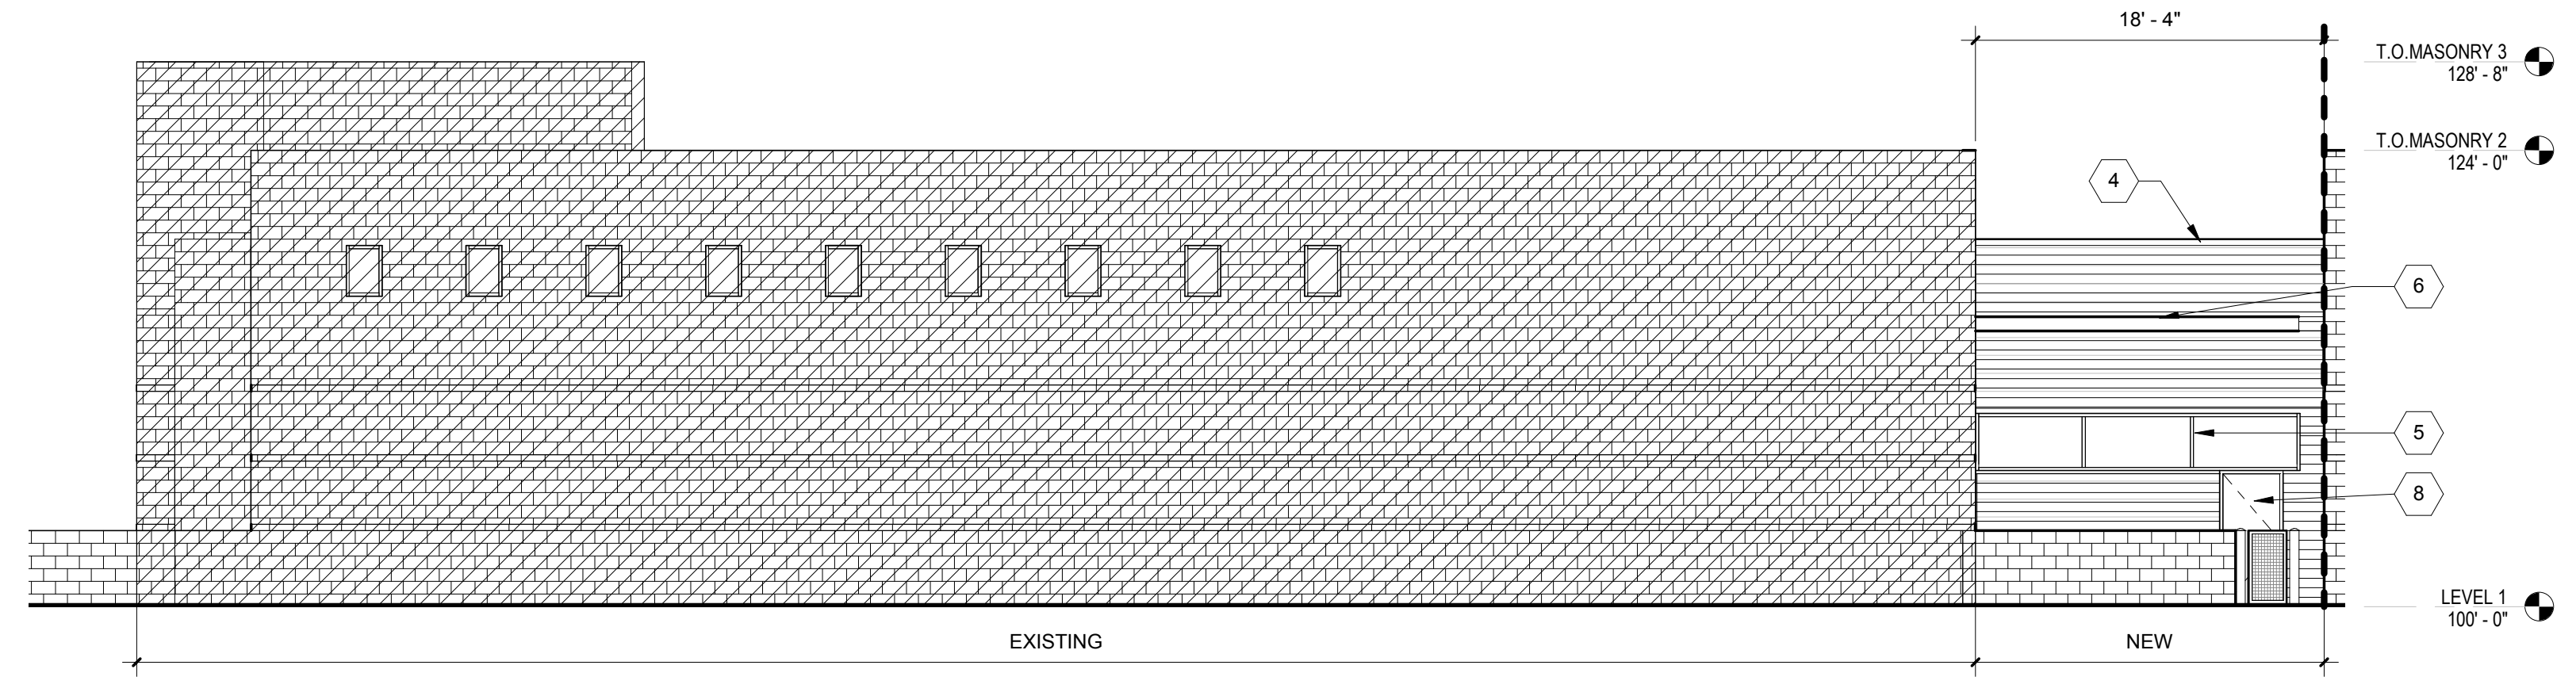 18' - 4"
T.O.MASONRY 3
128' - 8"
T.O.MASONRY 2
124' - 0"
4
6
5
8
LEVEL 1
100' - 0"
EXISTING
NEW